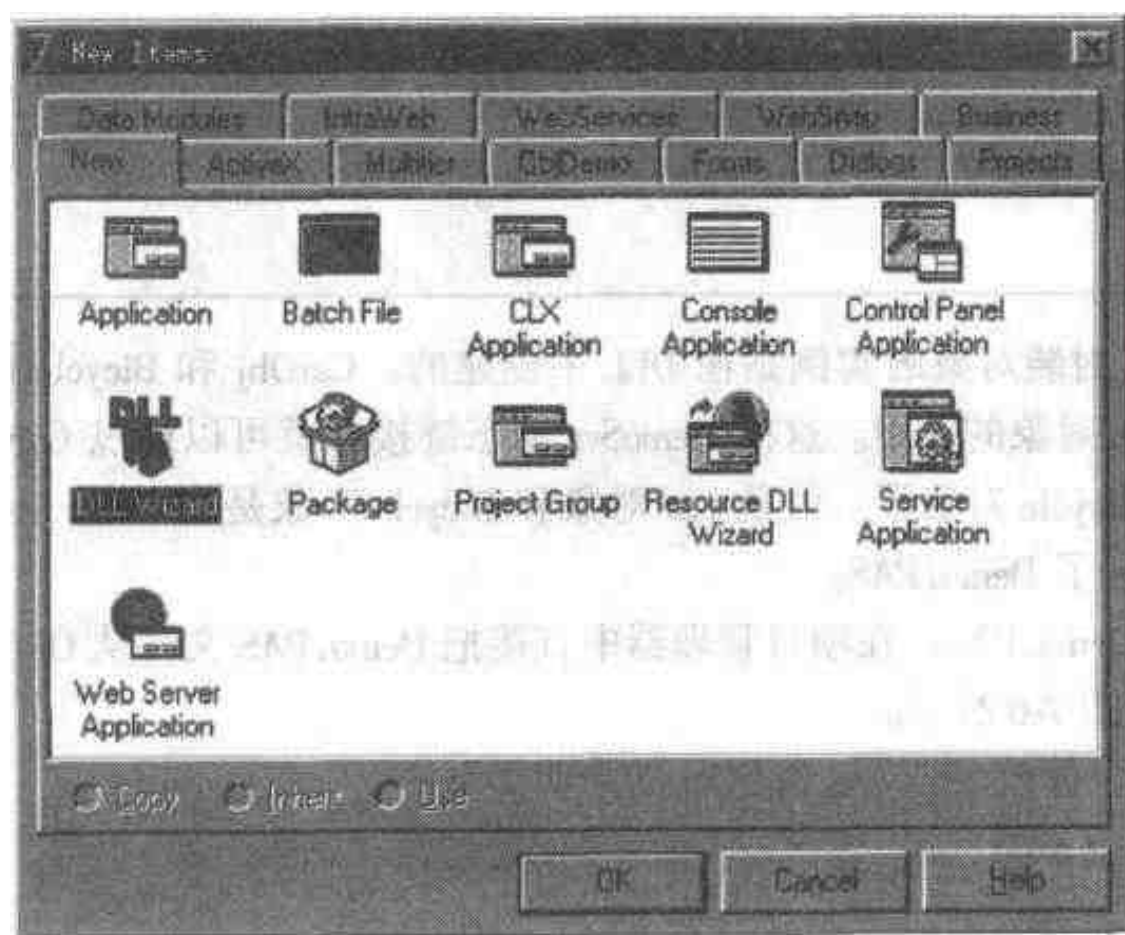 7 New Items
Data Modules IntraWeb WebServices WebSnap Business
New ActiveX Multitier ObjDemo Forms Dialogs Projects
Application Batch File CLX Application Console Application Control Panel Application
DLL Wizard Package Project Group Resource DLL Wizard Service Application
Web Server Application
Copy Inherit Use
OK Cancel Help